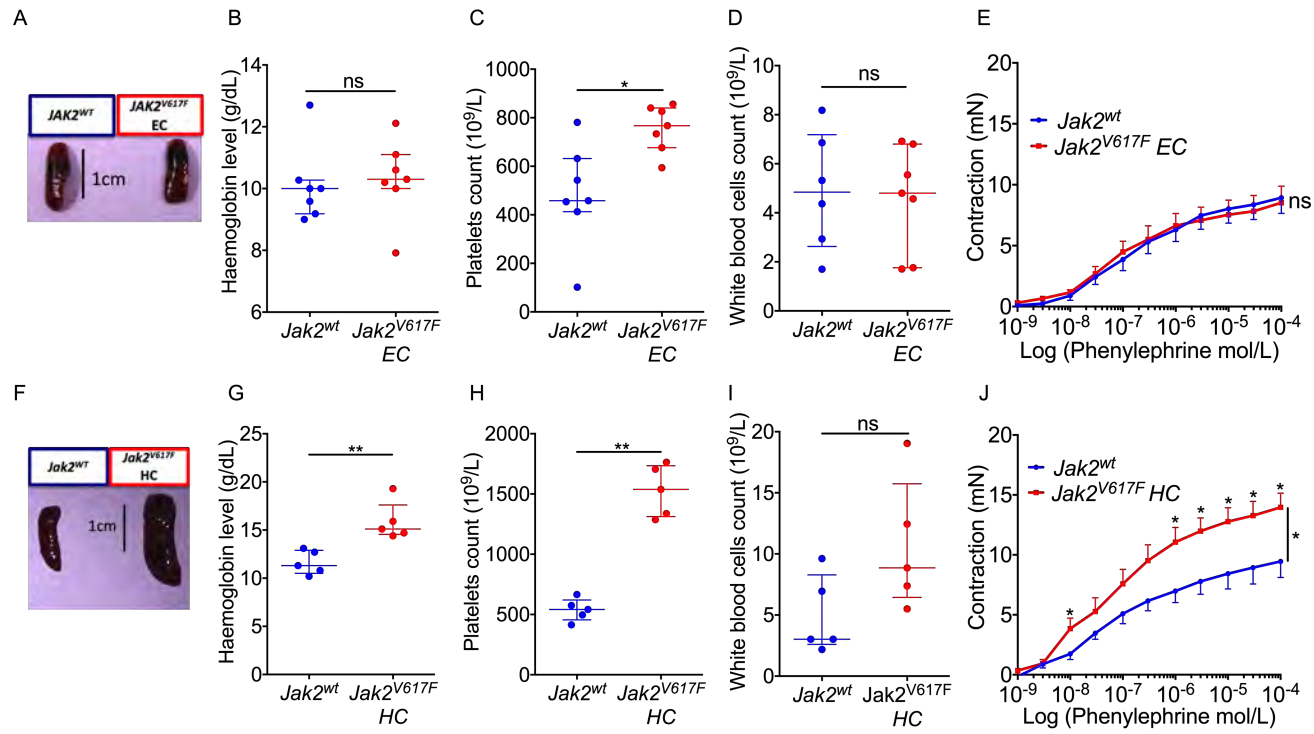 A
B
C
D
E
JAK2WT
JAK2V617F
EC
1cm
Haemoglobin level (g/dL)
14
12
10
8
6
ns
Jak2wt
Jak2V617F
EC
Platelets count (109/L)
1000
800
600
400
200
0
*
Jak2wt
Jak2V617F
EC
White blood cells count (109/L)
10
8
6
4
2
0
ns
Jak2wt
Jak2V617F
EC
Contraction (mN)
20
15
10
5
0
Jak2wt
Jak2V617F EC
ns
10-9 10-8 10-7 10-6 10-5 10-4
Log (Phenylephrine mol/L)
F
G
H
I
J
Jak2WT
Jak2V617F
HC
1cm
Haemoglobin level (g/dL)
25
20
15
10
5
0
**
Jak2wt
Jak2V617F
HC
Platelets count (109/L)
2000
1500
1000
500
0
**
Jak2wt
Jak2V617F
HC
White blood cells count (109/L)
20
15
10
5
0
ns
Jak2wt
Jak2V617F
HC
Contraction (mN)
20
15
10
5
0
Jak2wt
Jak2V617F HC
* * * * * *
*
10-9 10-8 10-7 10-6 10-5 10-4
Log (Phenylephrine mol/L)